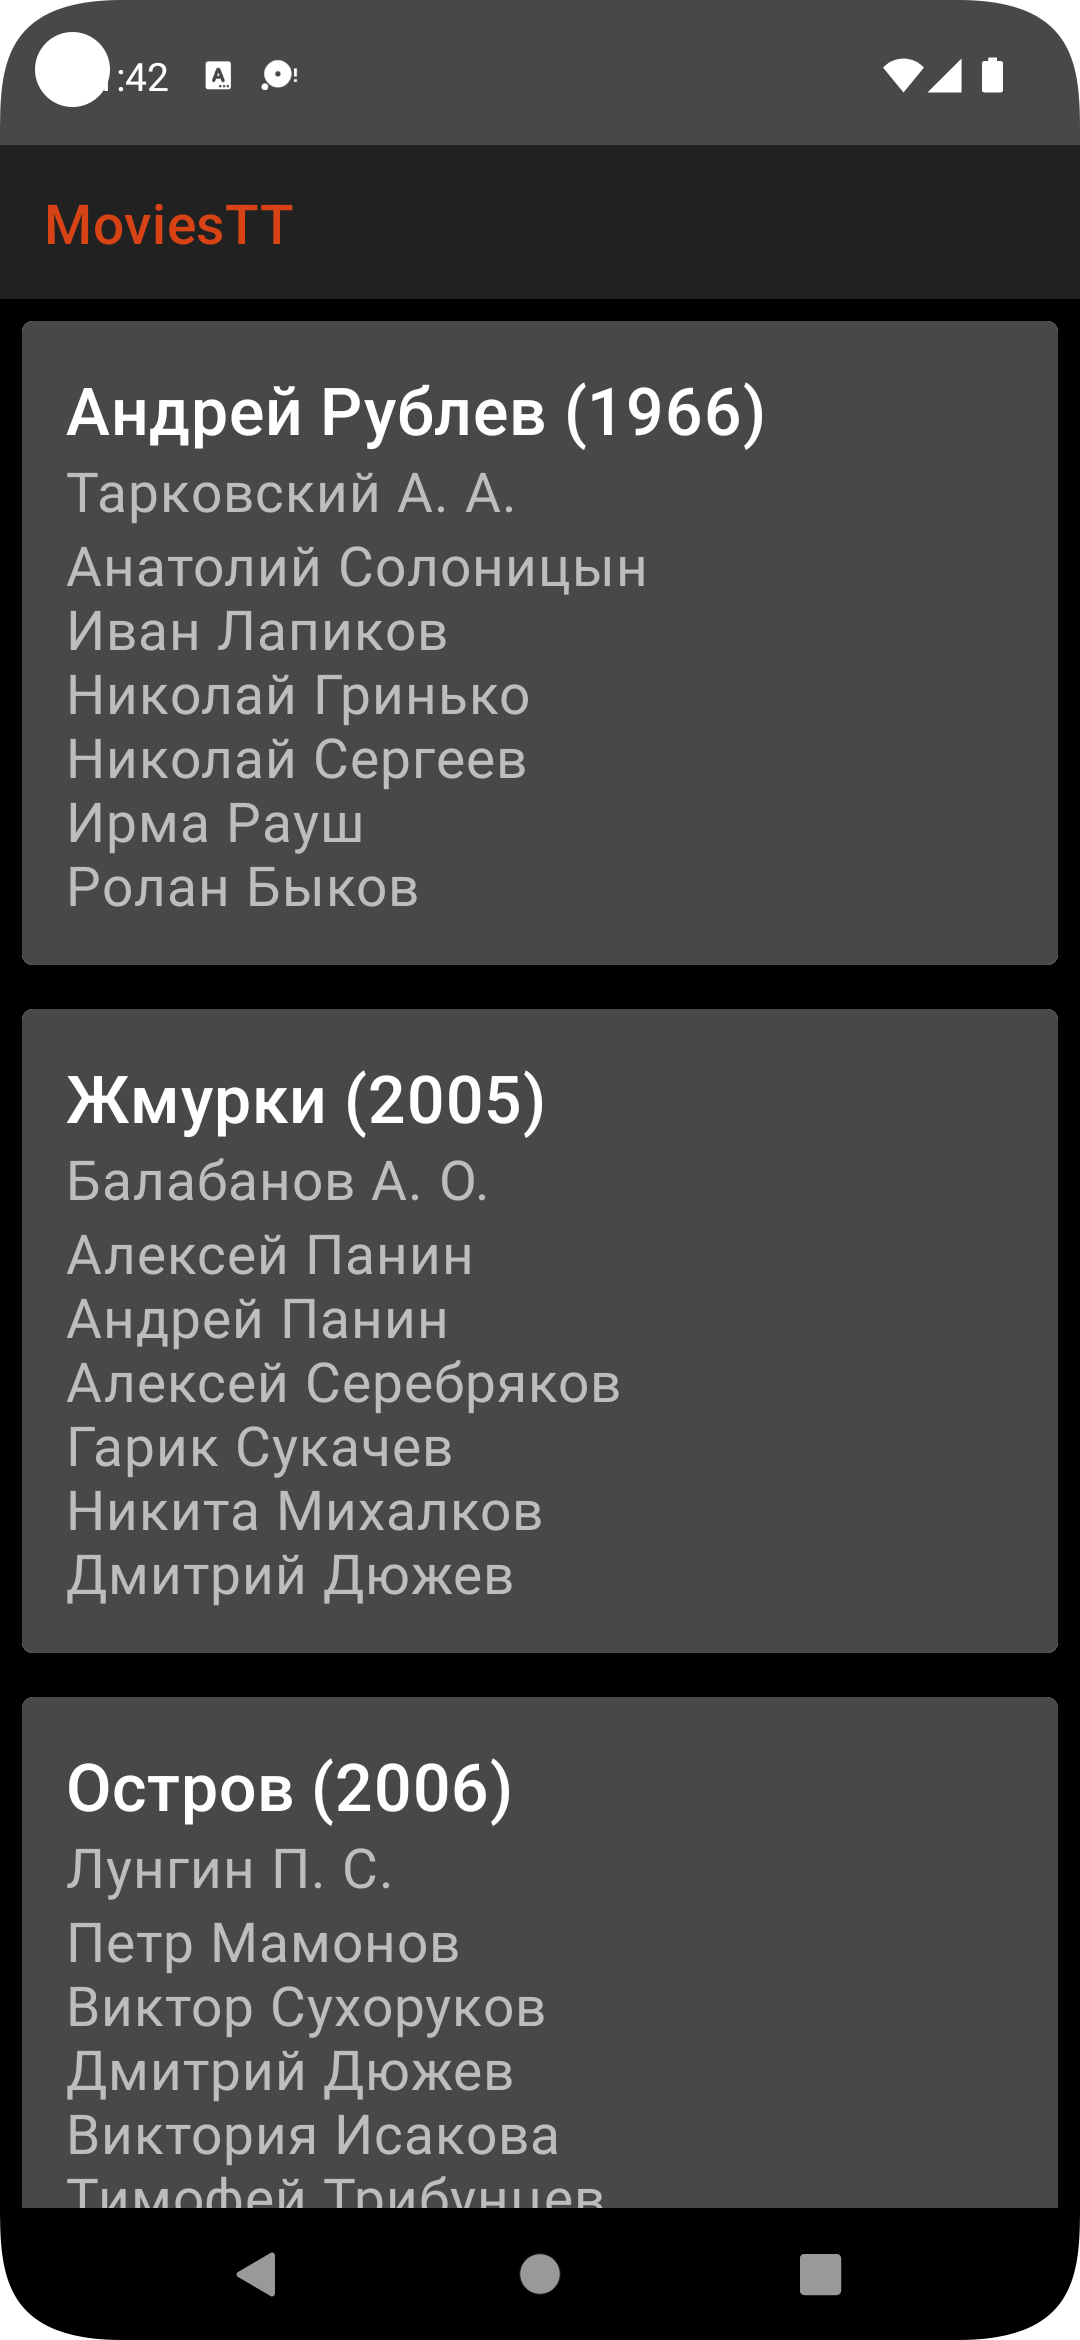 :42
MoviesTT
Андрей Рублев (1966)
Тарковский А. А.
Анатолий Солоницын
Иван Лапиков
Николай Гринько
Николай Сергеев
Ирма Рауш
Ролан Быков
Жмурки (2005)
Балабанов А. О.
Алексей Панин
Андрей Панин
Алексей Серебряков
Гарик Сукачев
Никита Михалков
Дмитрий Дюжев
Остров (2006)
Лунгин П. С.
Петр Мамонов
Виктор Сухоруков
Дмитрий Дюжев
Виктория Исакова
Тимофей Трибунцев